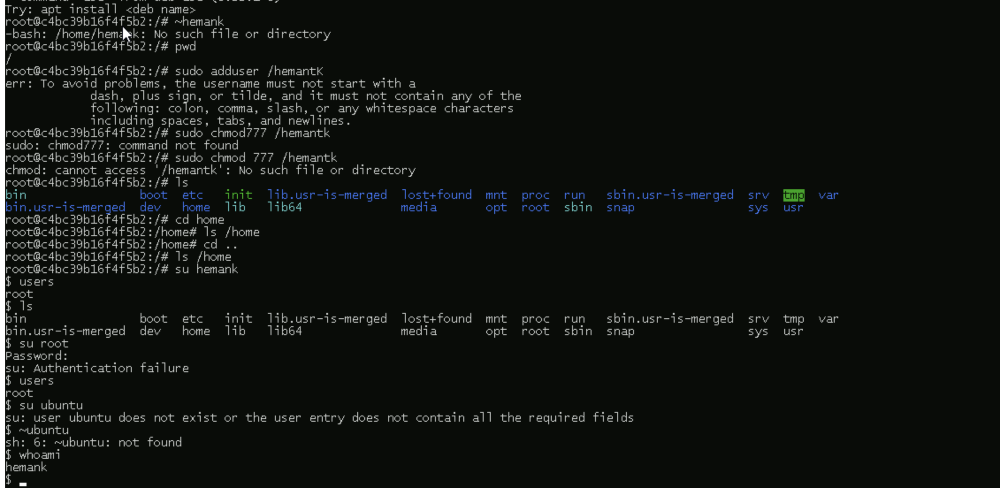 Try: apt install <deb name>
root@c4bc39b16f4f5b2:/# ~hemank
-bash: /home/hemank: No such file or directory
root@c4bc39b16f4f5b2:/# pwd
/
root@c4bc39b16f4f5b2:/# sudo adduser /hemantK
err: To avoid problems, the username must not start with a
            dash, plus sign, or tilde, and it must not contain any of the
            following: colon, comma, slash, or any whitespace characters
            including spaces, tabs, and newlines.
root@c4bc39b16f4f5b2:/# sudo chmod777 /hemantk
sudo: chmod777: command not found
root@c4bc39b16f4f5b2:/# sudo chmod 777 /hemantk
chmod: cannot access '/hemantk': No such file or directory
root@c4bc39b16f4f5b2:/# ls
bin                boot  etc   init  lib.usr-is-merged  lost+found  mnt  proc  run   sbin.usr-is-merged  srv  tmp  var
bin.usr-is-merged  dev   home  lib   lib64              media       opt  root  sbin  snap                sys  usr
root@c4bc39b16f4f5b2:/# cd home
root@c4bc39b16f4f5b2:/home# ls /home
root@c4bc39b16f4f5b2:/home# cd ..
root@c4bc39b16f4f5b2:/# ls /home
root@c4bc39b16f4f5b2:/# su hemank
$ users
root
$ ls
bin                boot  etc   init  lib.usr-is-merged  lost+found  mnt  proc  run   sbin.usr-is-merged  srv  tmp  var
bin.usr-is-merged  dev   home  lib   lib64              media       opt  root  sbin  snap                sys  usr
$ su root
Password:
su: Authentication failure
$ users
root
$ su ubuntu
su: user ubuntu does not exist or the user entry does not contain all the required fields
$ ~ubuntu
sh: 6: ~ubuntu: not found
$ whoami
hemank
$